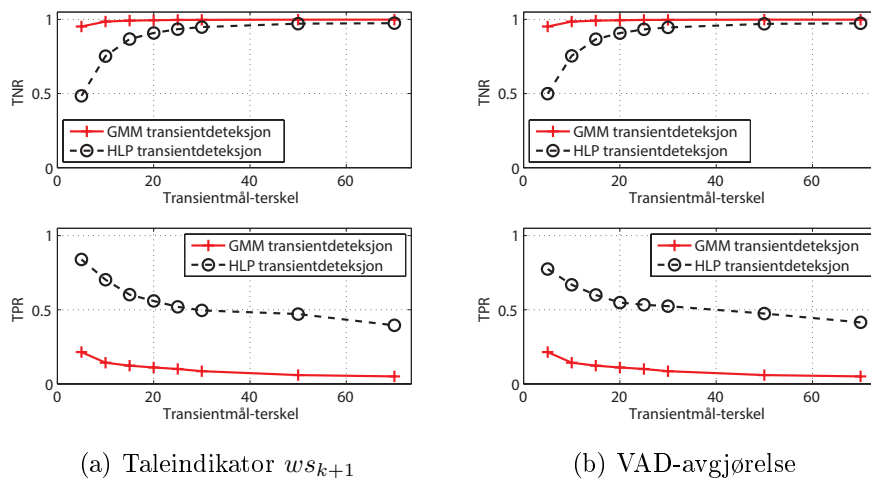 1
0.5
0
TNR
GMM transientdeteksjon
HLP transientdeteksjon
0 20 40 60
Transientmål-terskel
1
0.5
0
TNR
GMM transientdeteksjon
HLP transientdeteksjon
0 20 40 60
Transientmål-terskel
1
0.5
0
TPR
GMM transientdeteksjon
HLP transientdeteksjon
0 20 40 60
Transientmål-terskel
1
0.5
0
TPR
GMM transientdeteksjon
HLP transientdeteksjon
0 20 40 60
Transientmål-terskel
(a) Taleindikator ws_{k+1}
(b) VAD-avgjørelse